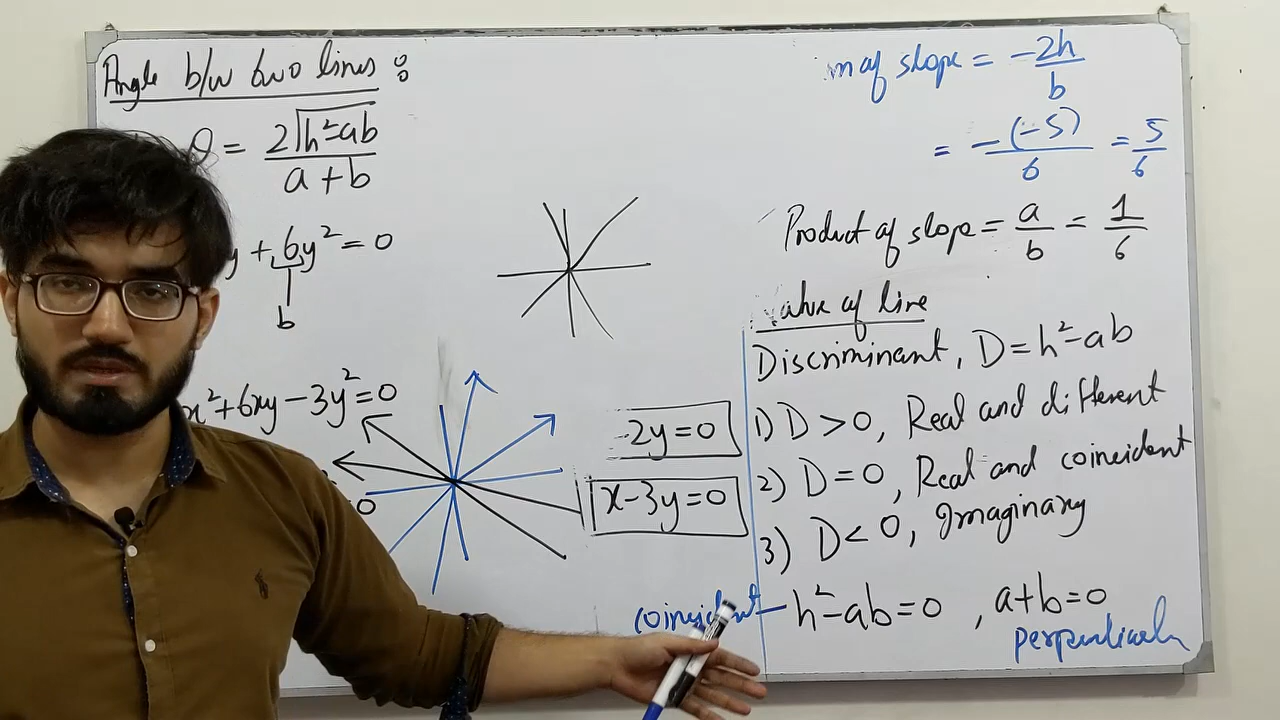 Angle b/w two lines :
θ = 2√h²-ab / a+b
y + 6y² = 0
b
x²+6xy-3y²=0
0
-2y=0
x-3y=0
m of slope = -2h/b
= -(-5)/6 = 5/6
Product of slope = a/b = 1/6
of line
Discriminant, D=h²-ab
1) D>0, Real and different
2) D=0, Real and coincident
3) D<0, Imaginary
coincident - h²-ab=0 , a+b=0